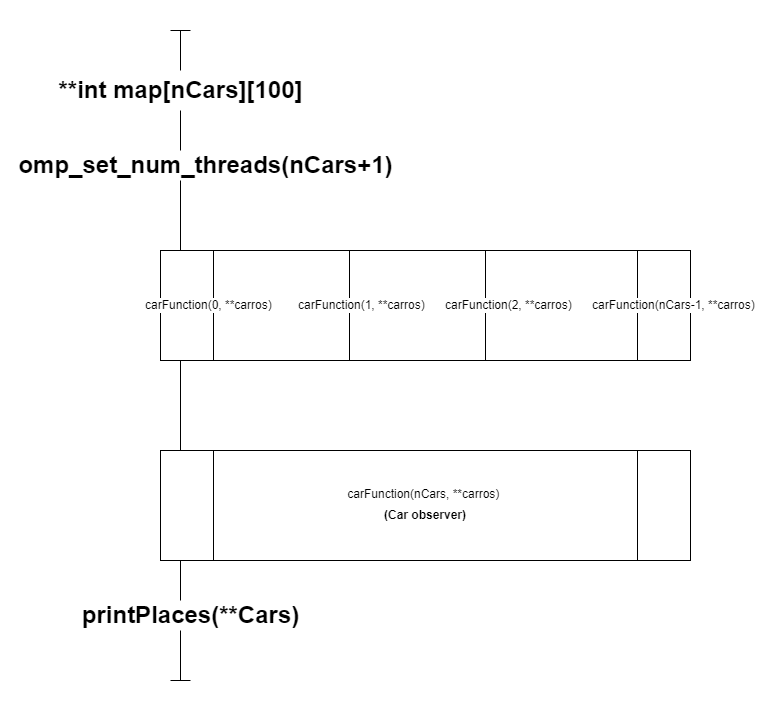 **int map[nCars][100]
omp_set_num_threads(nCars+1)
carFunction(0, **carros) carFunction(1, **carros) carFunction(2, **carros) carFunction(nCars-1, **carros)
carFunction(nCars, **carros)
(Car observer)
printPlaces(**Cars)